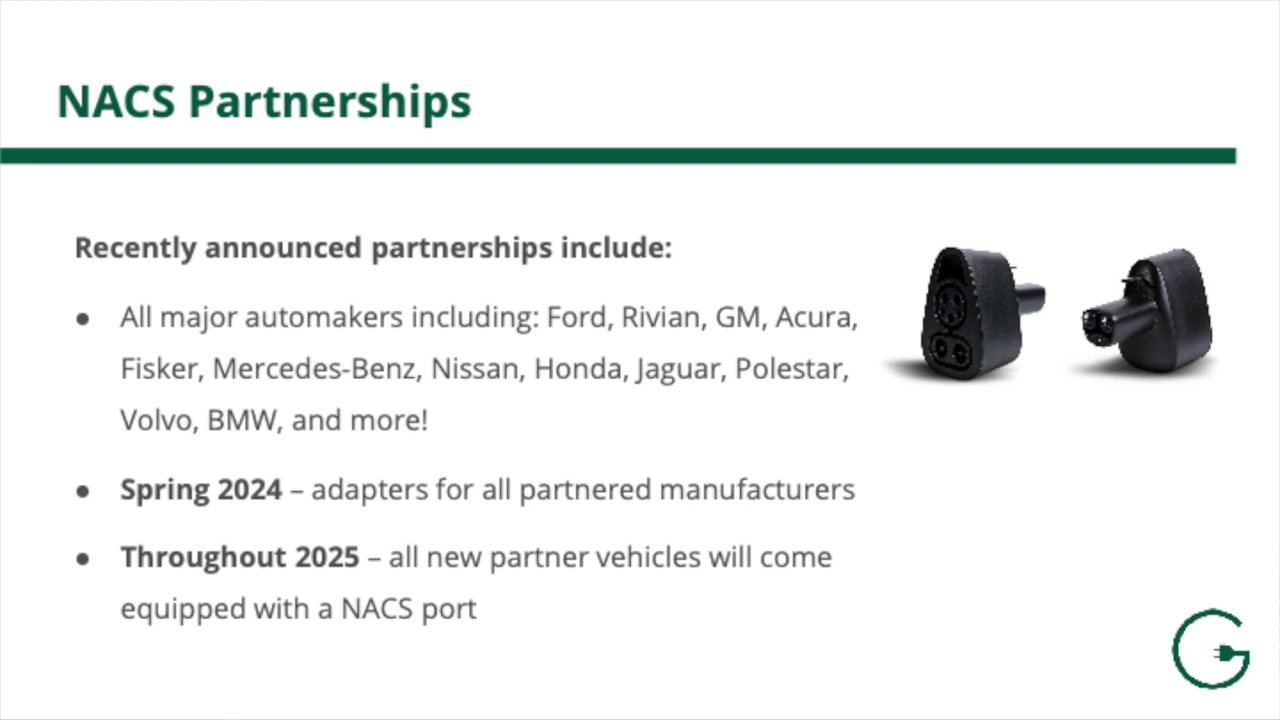 NACS Partnerships
Recently announced partnerships include:
● All major automakers including: Ford, Rivian, GM, Acura,
Fisker, Mercedes-Benz, Nissan, Honda, Jaguar, Polestar,
Volvo, BMW, and more!
● Spring 2024 – adapters for all partnered manufacturers
● Throughout 2025 – all new partner vehicles will come
equipped with a NACS port